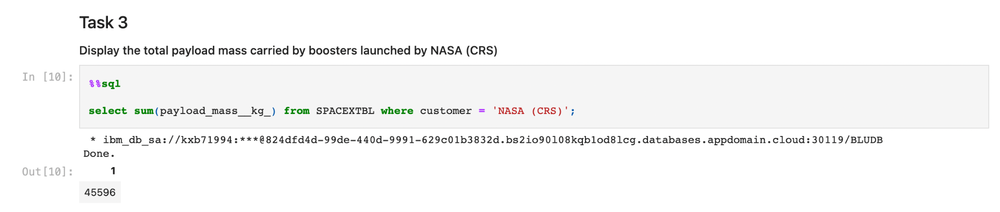 Task 3
Display the total payload mass carried by boosters launched by NASA (CRS)
In [10]:
%%sql
select sum(payload_mass__kg_) from SPACEXTBL where customer = 'NASA (CRS)';
* ibm_db_sa://kxb71994:***@824dfd4d-99de-440d-9991-629c01b3832d.bs2io90l08kqb1od8lcg.databases.appdomain.cloud:30119/BLUDB
Done.
Out[10]: 1
45596